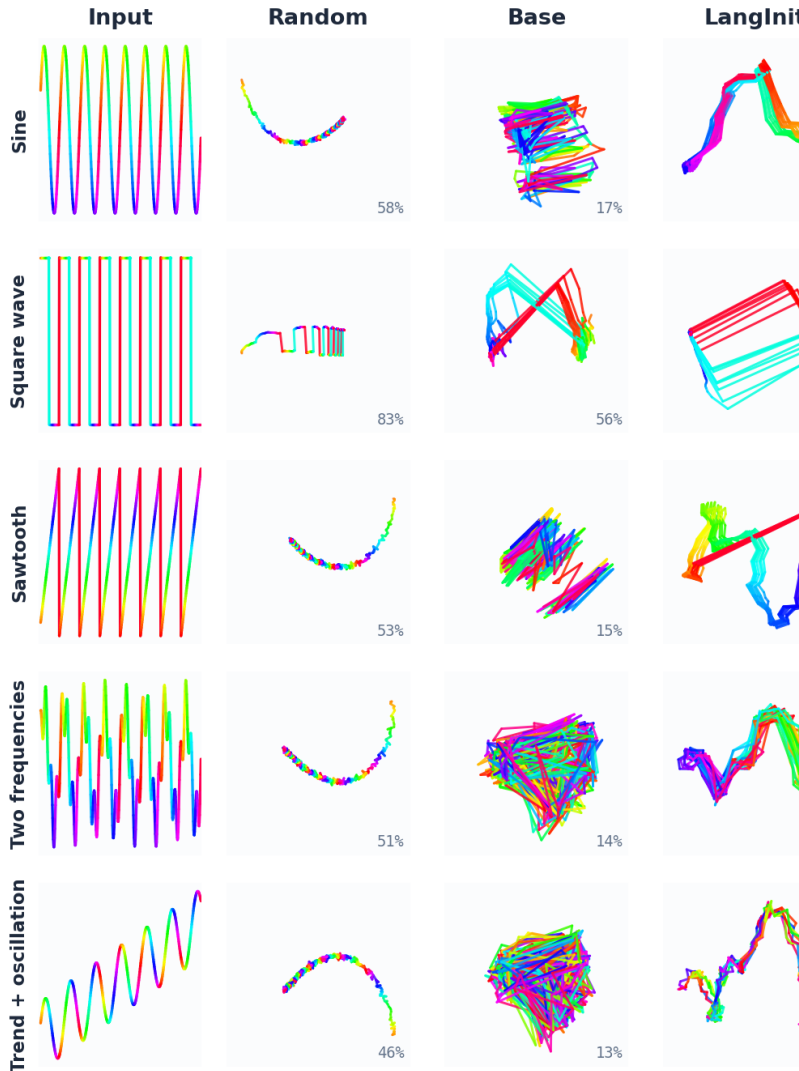 Input Random Base LangInit
Sine
58% 17%
Square wave
83% 56%
Sawtooth
53% 15%
Two frequencies
51% 14%
Trend + oscillation
46% 13%